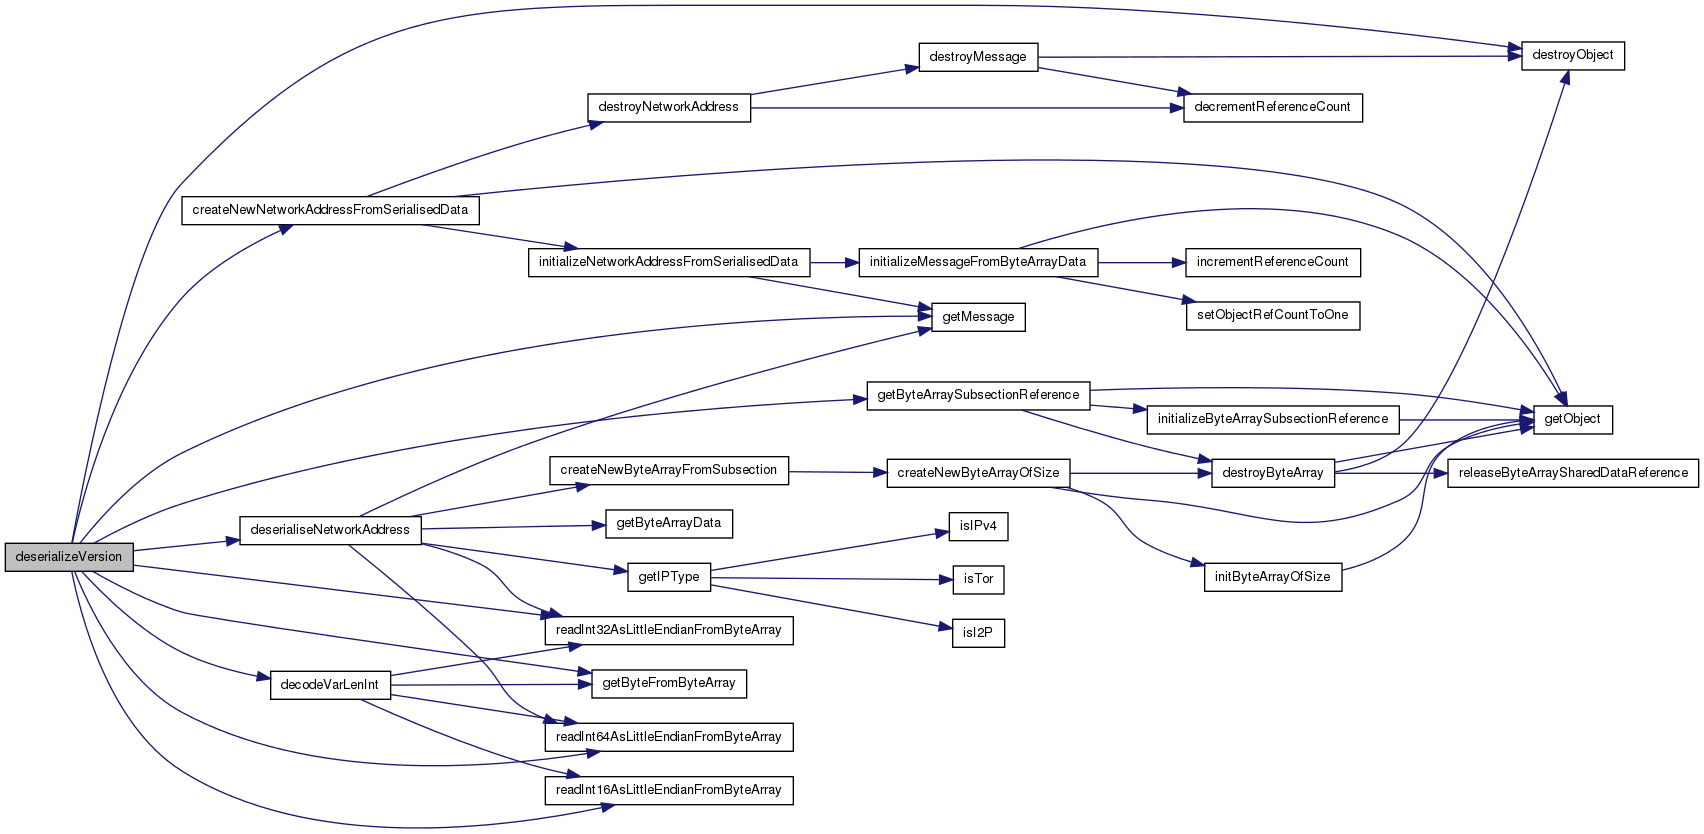 destroyMessage
destroyObject
destroyNetworkAddress
decrementReferenceCount
createNewNetworkAddressFromSerialisedData
initializeNetworkAddressFromSerialisedData
initializeMessageFromByteArrayData
incrementReferenceCount
getMessage
setObjectRefCountToOne
getByteArraySubsectionReference
initializeByteArraySubsectionReference
getObject
createNewByteArrayFromSubsection
createNewByteArrayOfSize
destroyByteArray
releaseByteArraySharedDataReference
deserialiseNetworkAddress
getByteArrayData
isIPv4
deserializeVersion
getIPType
isTor
initByteArrayOfSize
readInt32AsLittleEndianFromByteArray
isI2P
decodeVarLenInt
getByteFromByteArray
readInt64AsLittleEndianFromByteArray
readInt16AsLittleEndianFromByteArray